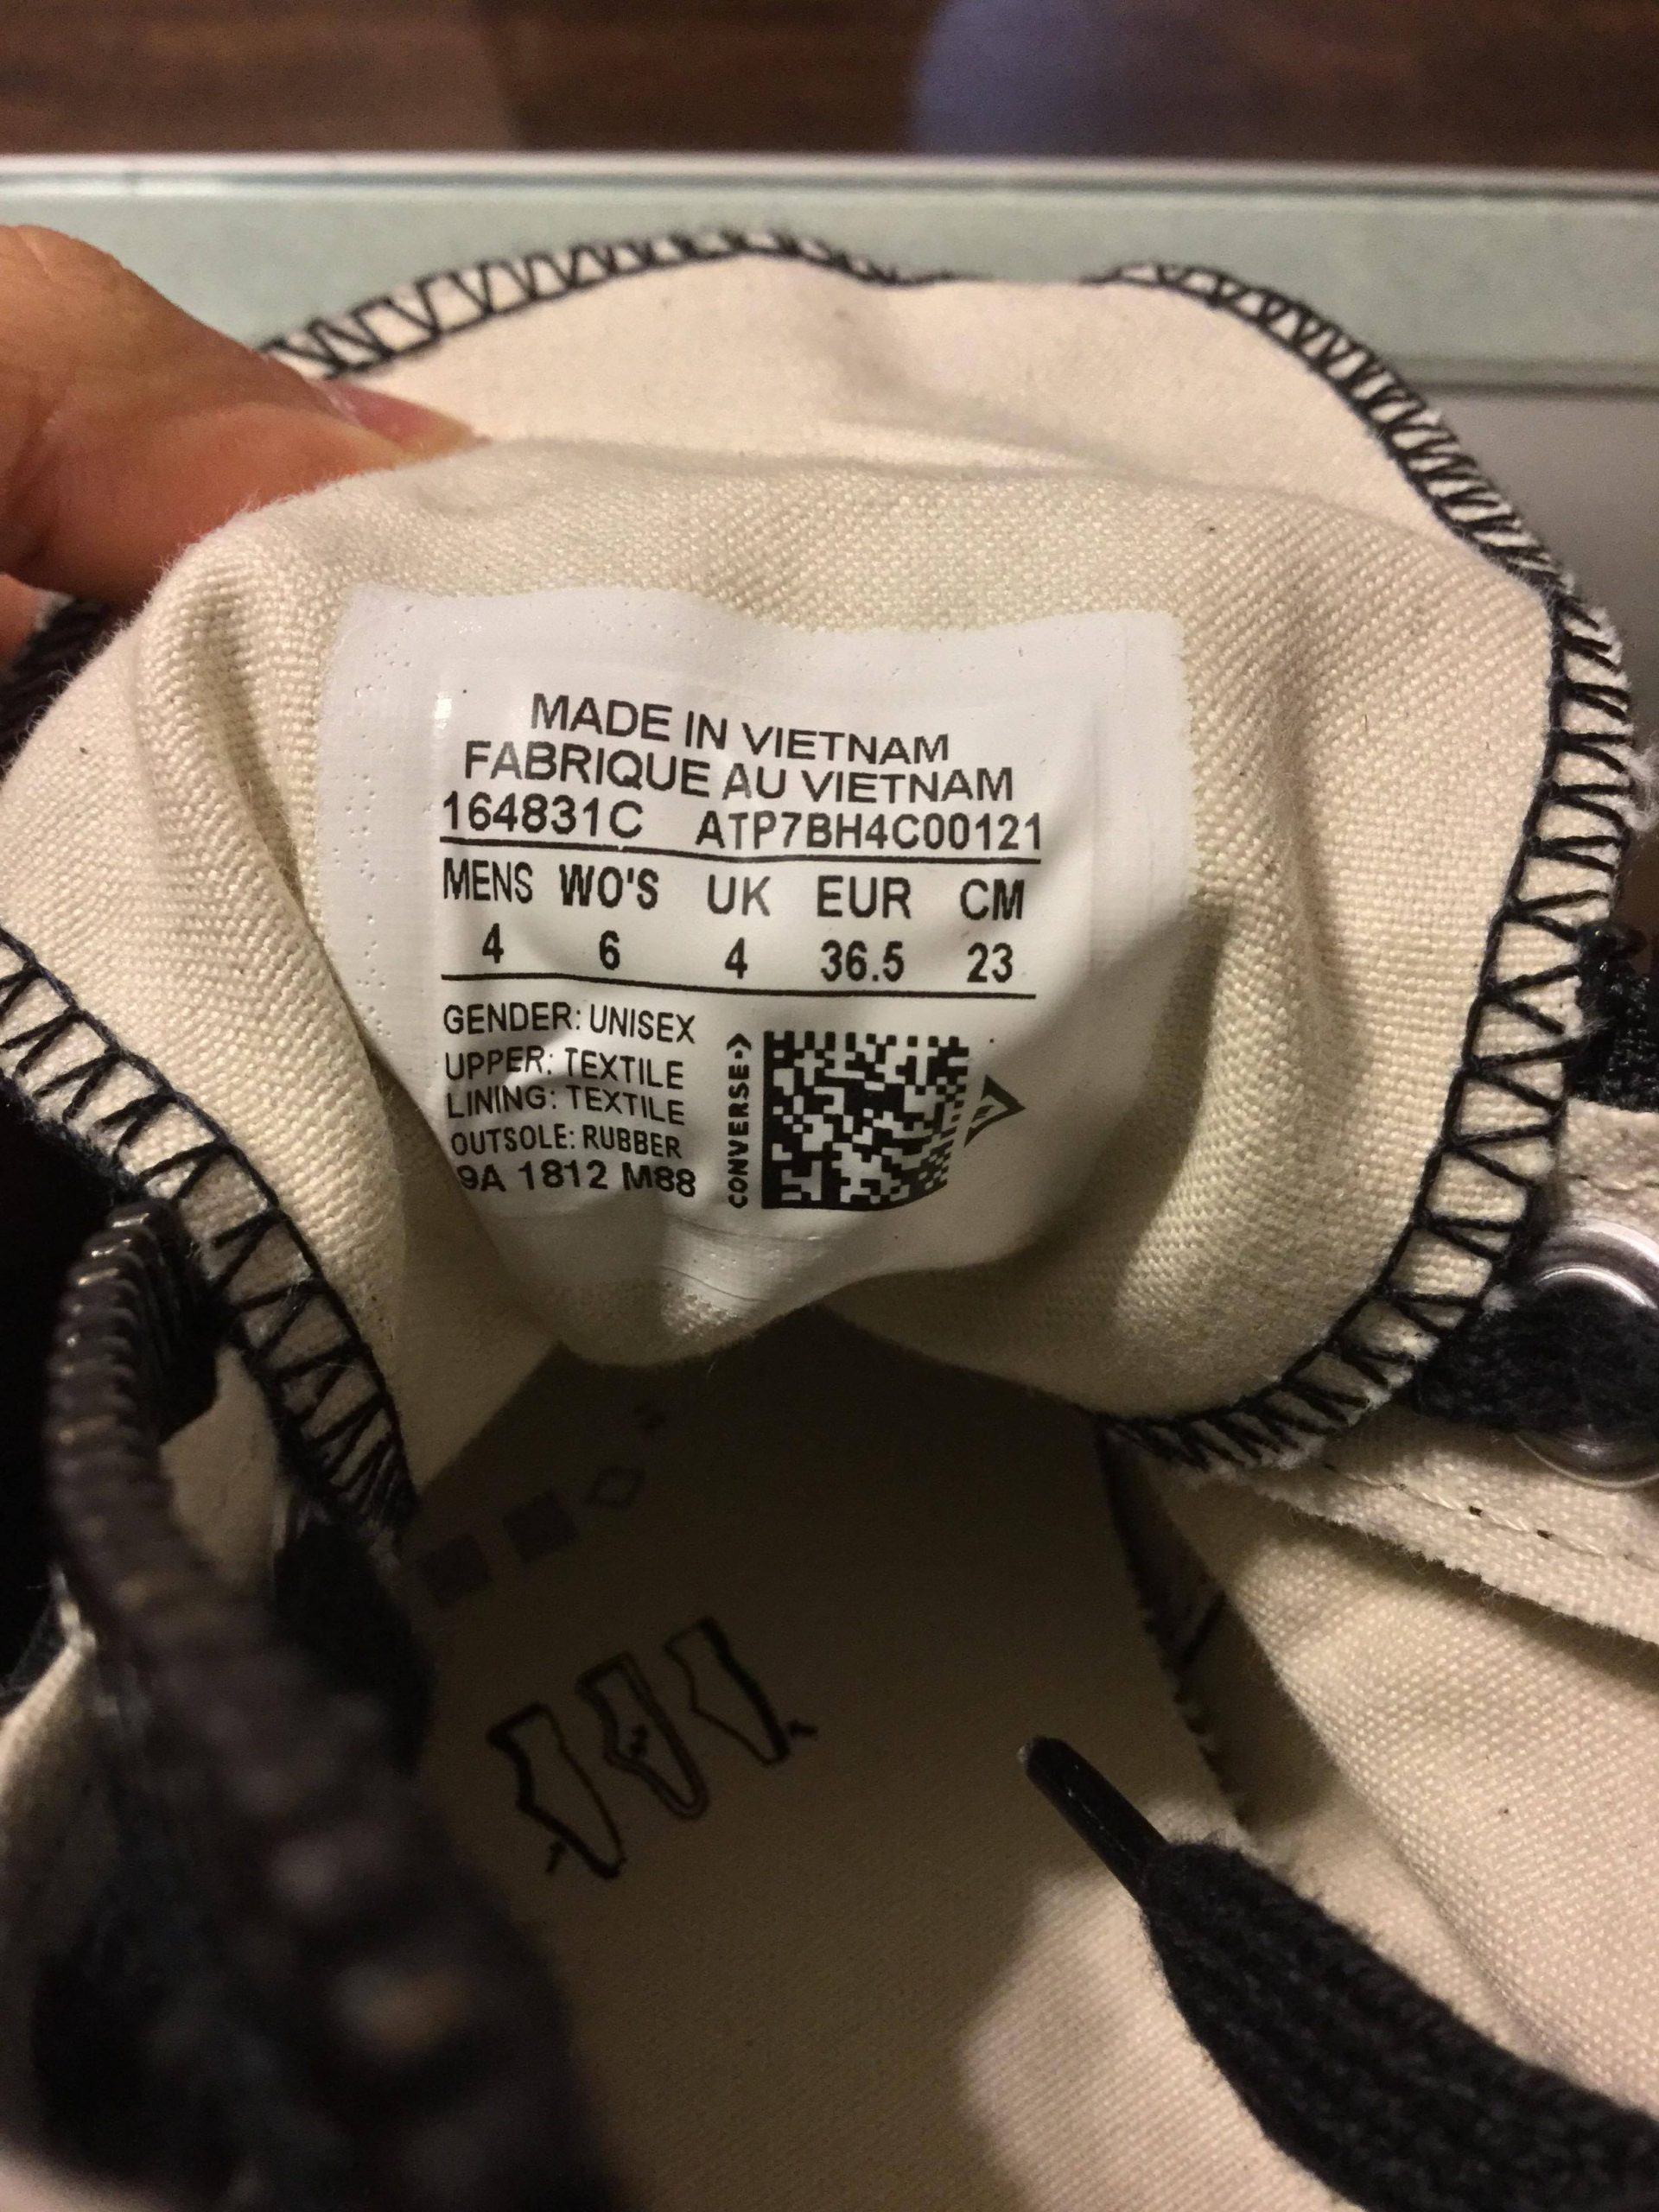 MADE IN VIETNAM
FABRIQUE AU VIETNAM
164831C ATP7BH4C00121
MENS WO'S UK EUR CM
4 6 4 36.5 23
GENDER: UNISEX
UPPER: TEXTILE
LINING: TEXTILE
OUTSOLE: RUBBER
9A 1812 M88
CONVERSE